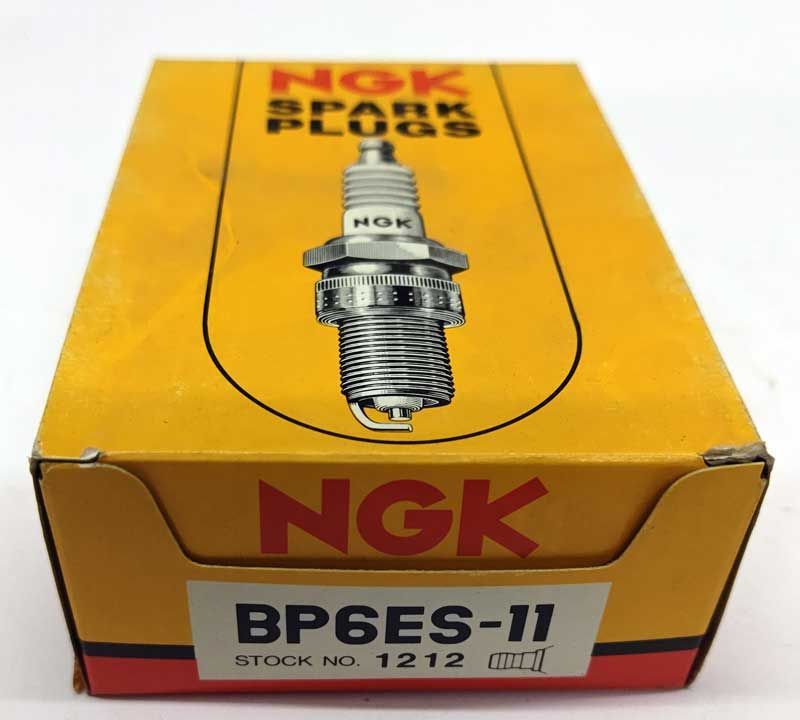 NGK
SPARK
PLUGS
NGK
NGK
BP6ES-11
STOCK NO. 1212